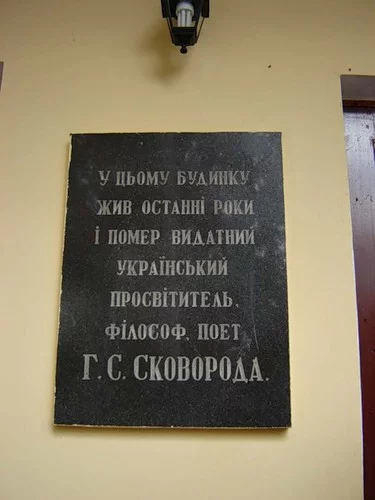 У ЦЬОМУ БУДИНКУ
ЖИВ ОСТАННІ РОКИ
І ПОМЕР ВИДАТНИЙ
УКРАЇНСЬКИЙ
ПРОСВІТИТЕЛЬ,
ФІЛОСОФ, ПОЕТ
Г. С. СКОВОРОДА.